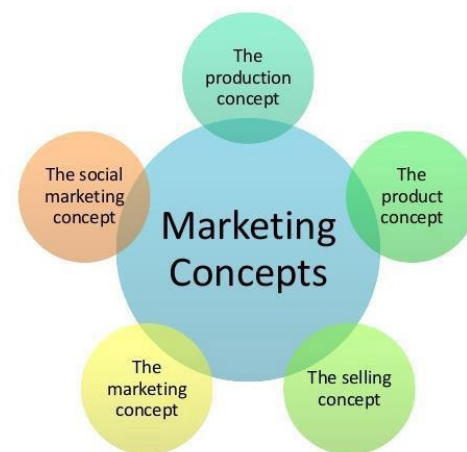 The
production
concept
The social
marketing
concept
The
product
concept
Marketing
Concepts
The
marketing
concept
The selling
concept